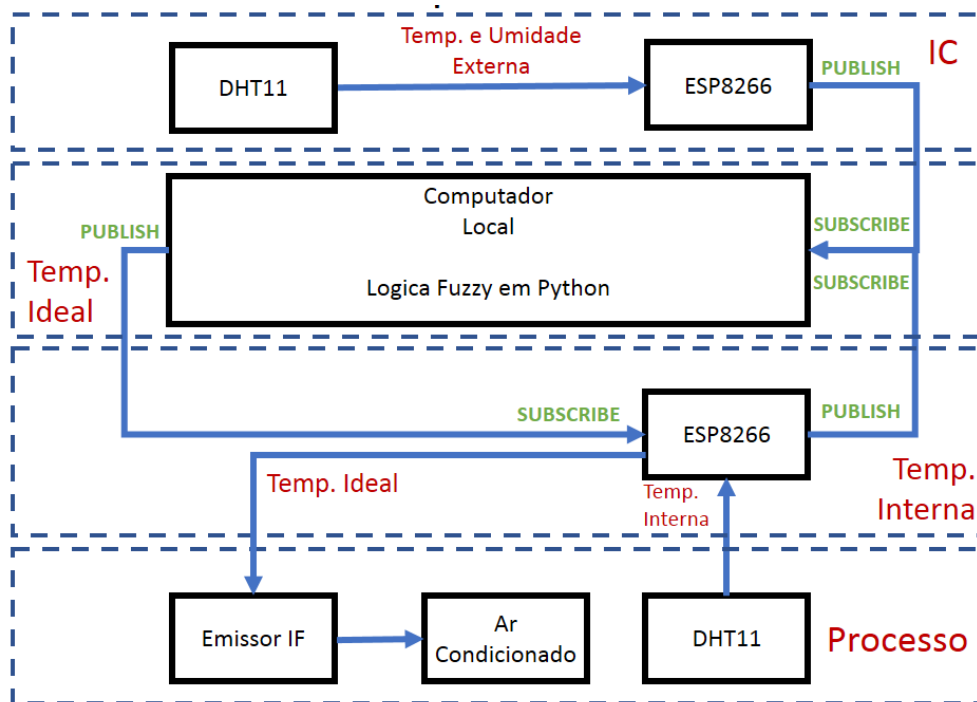 Temp. e Umidade
Externa
IC
DHT11
ESP8266
PUBLISH
Computador
Local
Logica Fuzzy em Python
PUBLISH
SUBSCRIBE
SUBSCRIBE
Temp.
Ideal
SUBSCRIBE
ESP8266
PUBLISH
Temp. Ideal
Temp.
Interna
Temp.
Interna
Emissor IF
Ar
Condicionado
DHT11
Processo